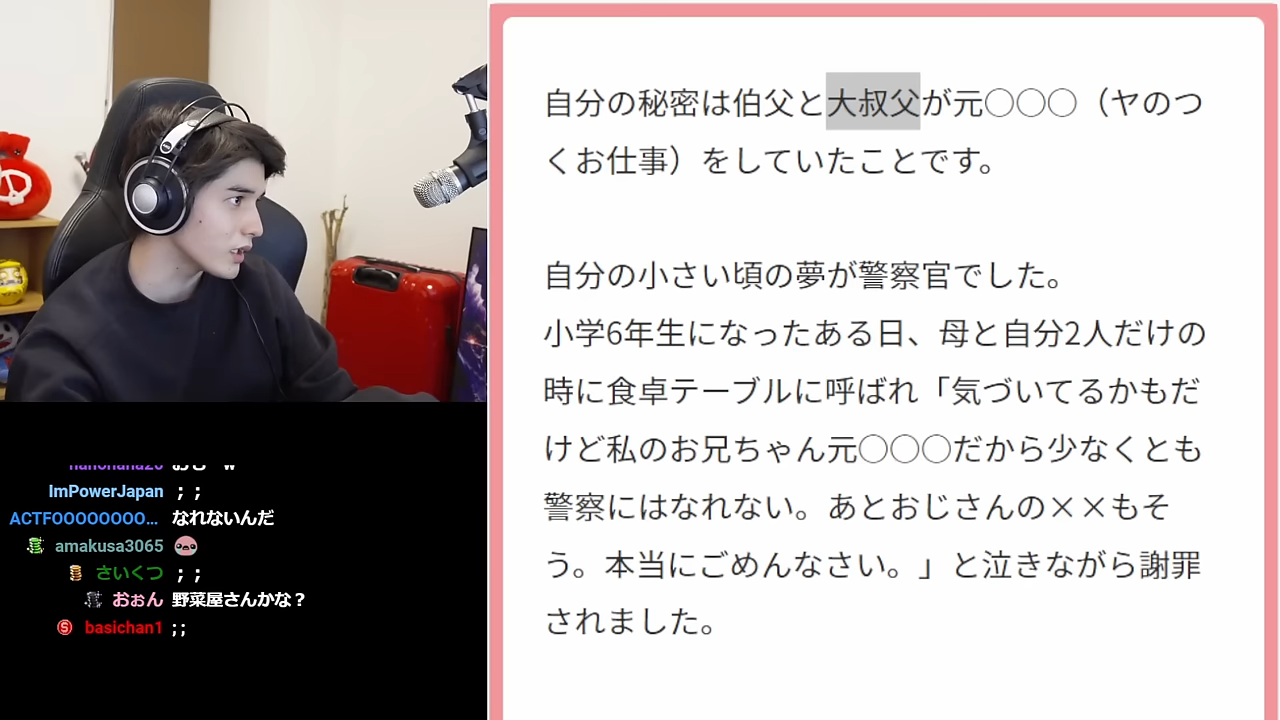 自分の秘密は伯父と大叔父が元○○○（ヤのつ
くお仕事）をしていたことです。
自分の小さい頃の夢が警察官でした。
小学6年生になったある日、母と自分2人だけの
時に食卓テーブルに呼ばれ「気づいてるかもだ
けど私のお兄ちゃん元○○○だから少なくとも
警察にはなれない。あとおじさんの××もそ
う。本当にごめんなさい。」と泣きながら謝罪
されました。
ImPowerJapan ；；
ACTFOOOOOOOO... なれないんだ
amakusa3065
さいくつ ；；
おぉん 野菜屋さんかな？
basichan1 ;;